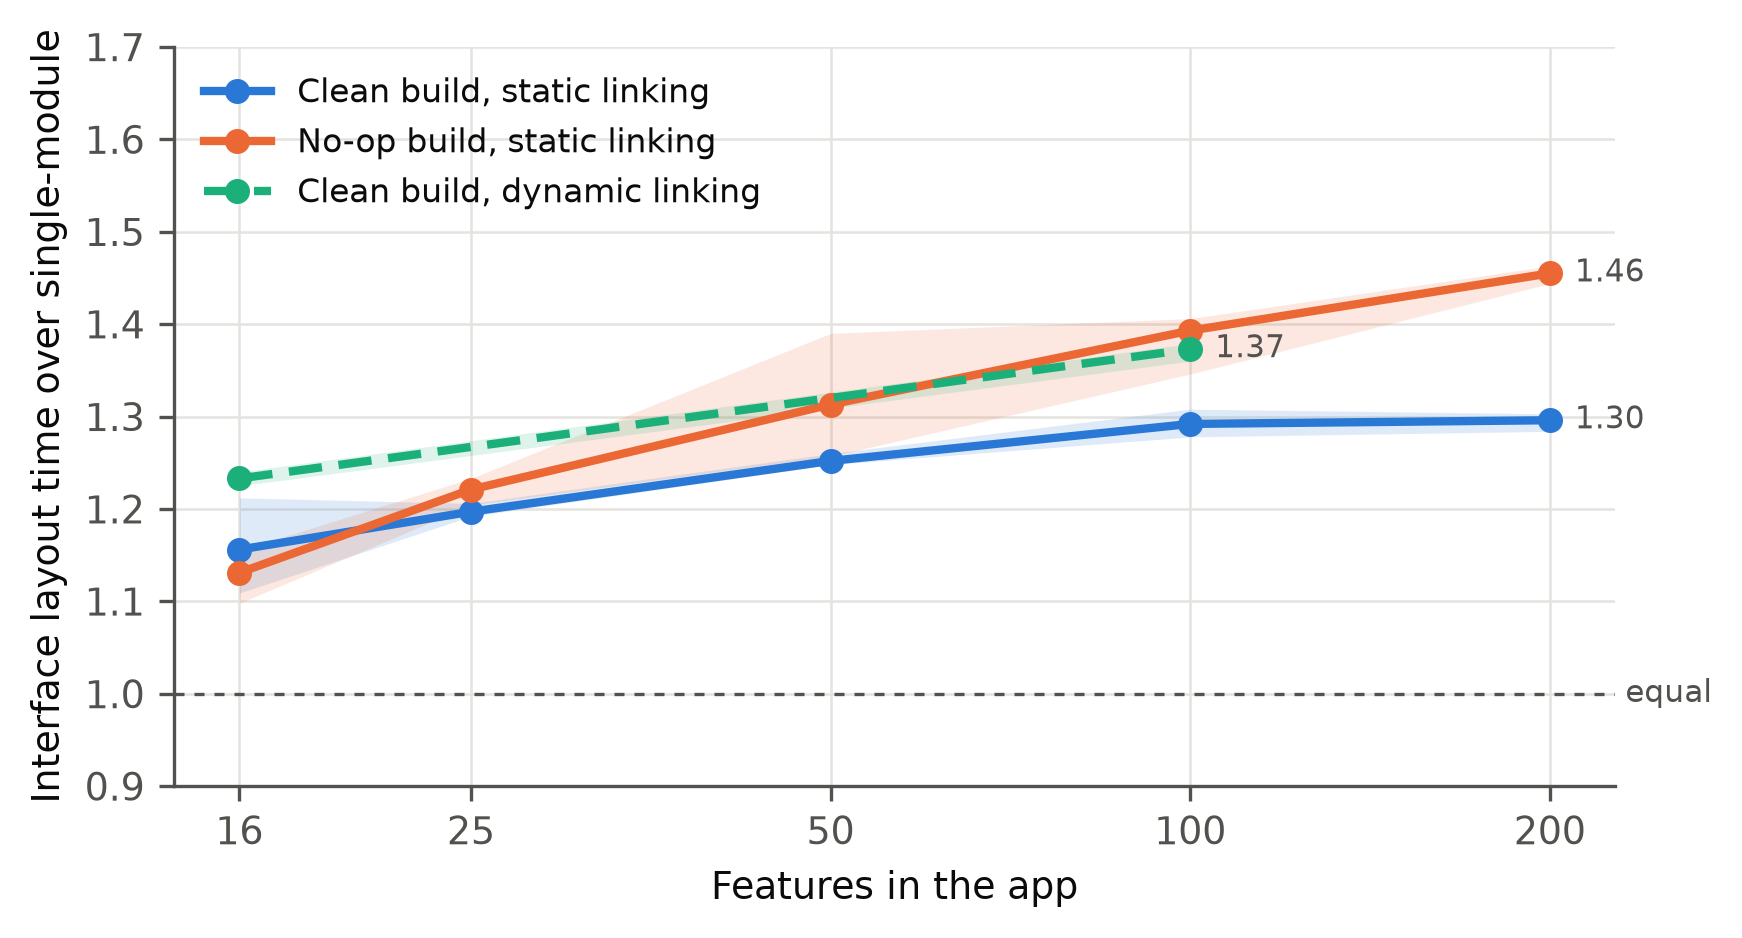 Interface layout time over single-module
1.7
1.6
1.5
1.4
1.3
1.2
1.1
1.0
0.9
Clean build, static linking
No-op build, static linking
Clean build, dynamic linking
1.46
1.37
1.30
equal
16 25 50 100 200
Features in the app